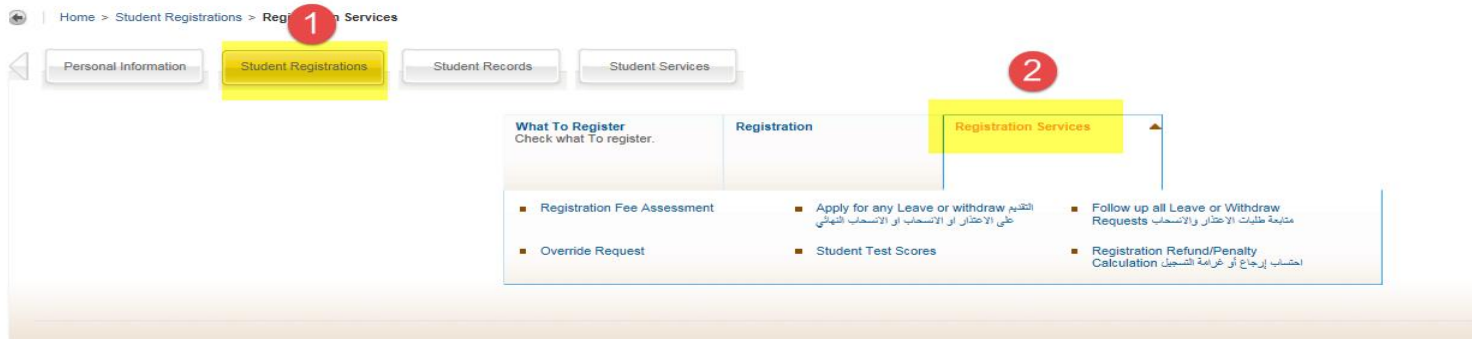 Home > Student Registrations > Regi n Services
1
Personal Information
Student Registrations
Student Records
Student Services
2
What To Register
Check what To register.
Registration
Registration Services
Registration Fee Assessment
Apply for any Leave or withdraw التقديم
على الاعتذار او الانسحاب او الانسحاب النهائي
Follow up all Leave or Withdraw
Requests متابعة طلبات الاعتذار والانسحاب
Override Request
Student Test Scores
Registration Refund/Penalty
Calculation احتساب إرجاع أو غرامة التسجيل